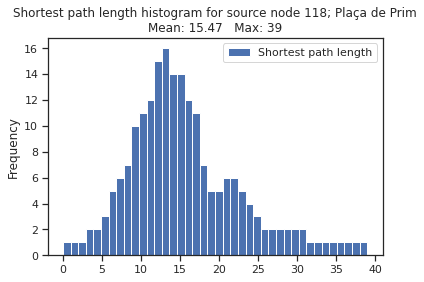 Shortest path length histogram for source node 118; Plaça de Prim
Mean: 15.47   Max: 39
Shortest path length
Frequency
16
14
12
10
8
6
4
2
0
0 5 10 15 20 25 30 35 40